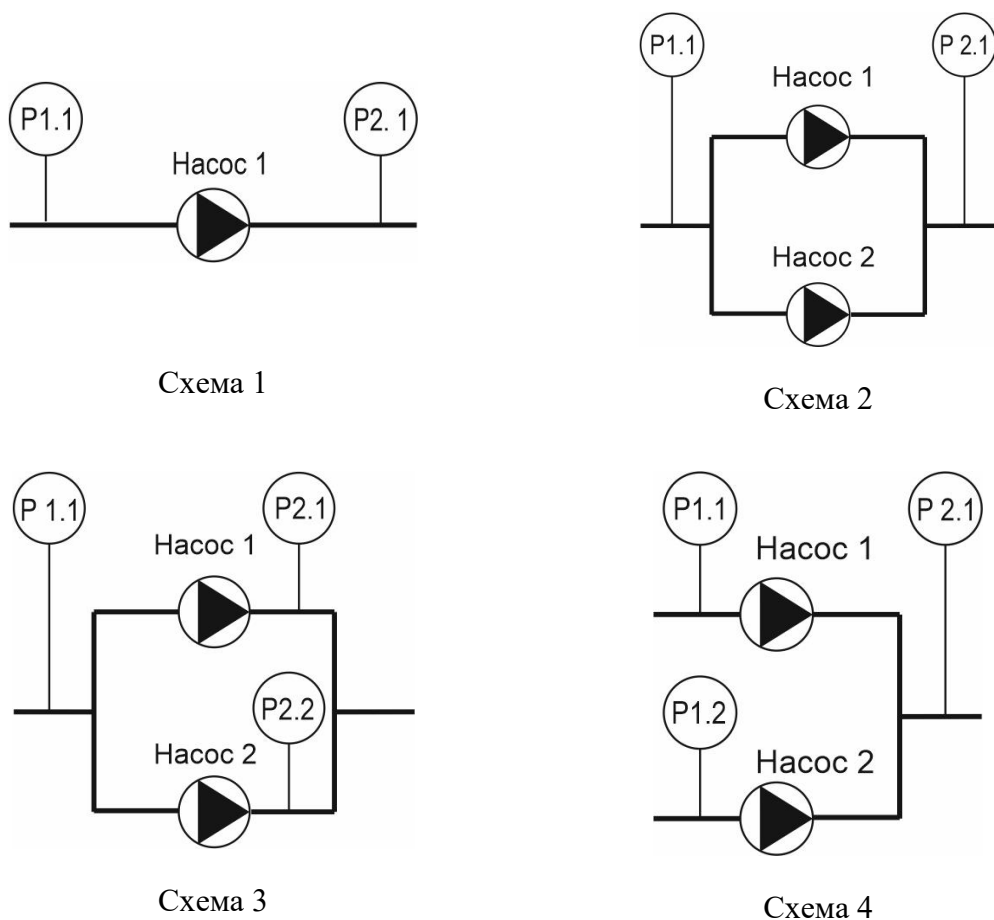 P1.1
P2. 1
Насос 1
Схема 1
P1.1
P 2.1
Насос 1
Насос 2
Схема 2
P 1.1
P2.1
Насос 1
P2.2
Насос 2
Схема 3
P1.1
P 2.1
Насос 1
P1.2
Насос 2
Схема 4